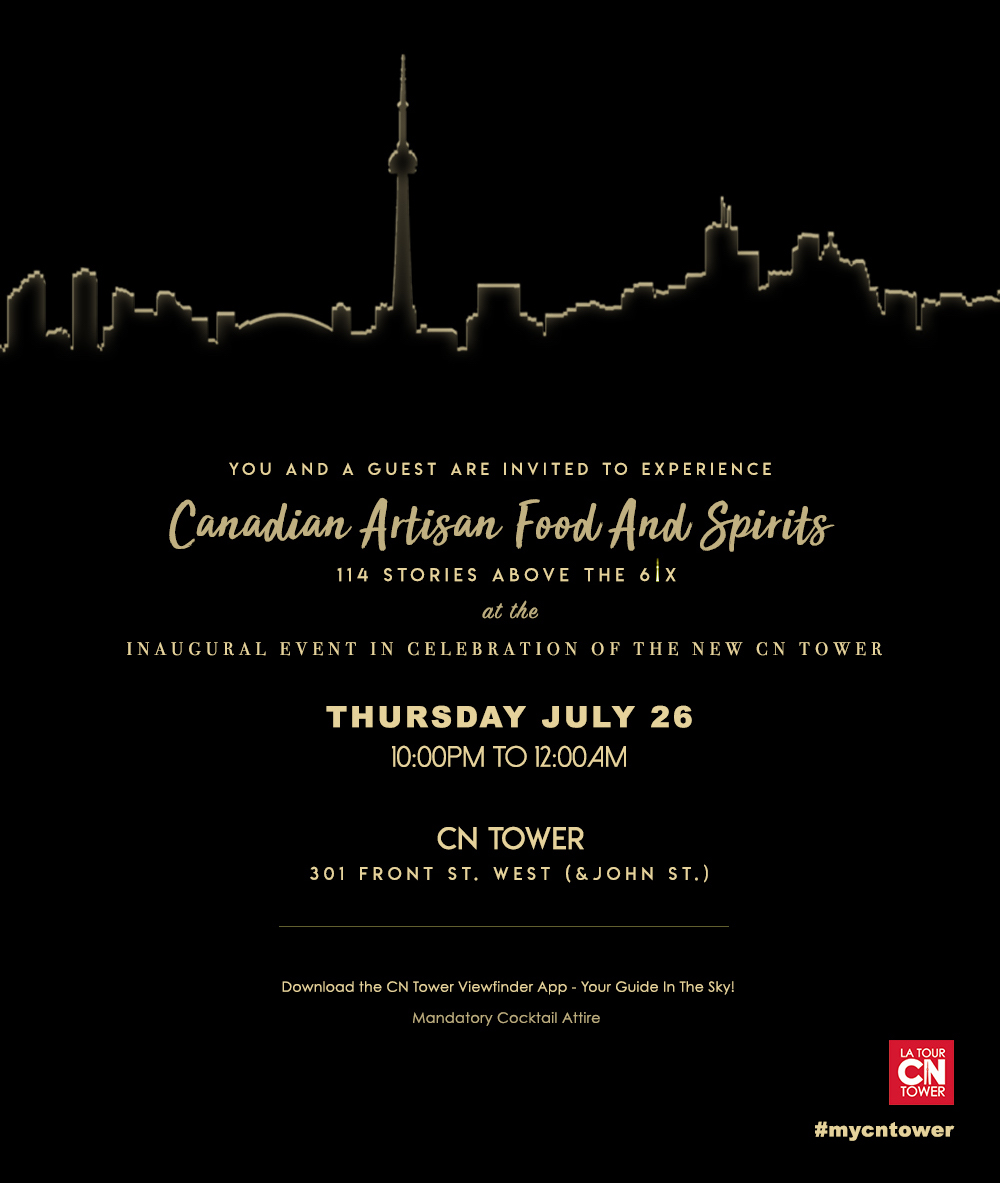 YOU AND A GUEST ARE INVITED TO EXPERIENCE
Canadian Artisan Food And Spirits
114 STORIES ABOVE THE 6IX
at the
INAUGURAL EVENT IN CELEBRATION OF THE NEW CN TOWER
THURSDAY JULY 26
10:00PM TO 12:00AM
CN TOWER
301 FRONT ST. WEST (&JOHN ST.)
Download the CN Tower Viewfinder App - Your Guide In The Sky!
Mandatory Cocktail Attire
LA TOUR
CN
TOWER
#mycntower